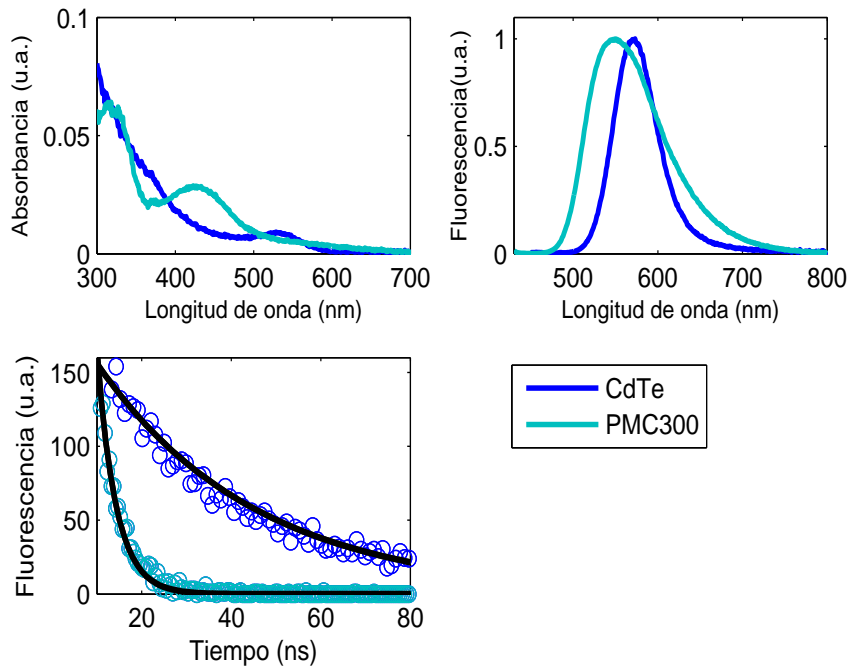 0.1
0.05
0
300
400
500
600
700
Absorbancia (u.a.)
Longitud de onda (nm)
1
0.5
0
500
600
700
800
Fluorescencia(u.a.)
Longitud de onda (nm)
150
100
50
0
20
40
60
80
Fluorescencia (u.a.)
Tiempo (ns)
CdTe
PMC300